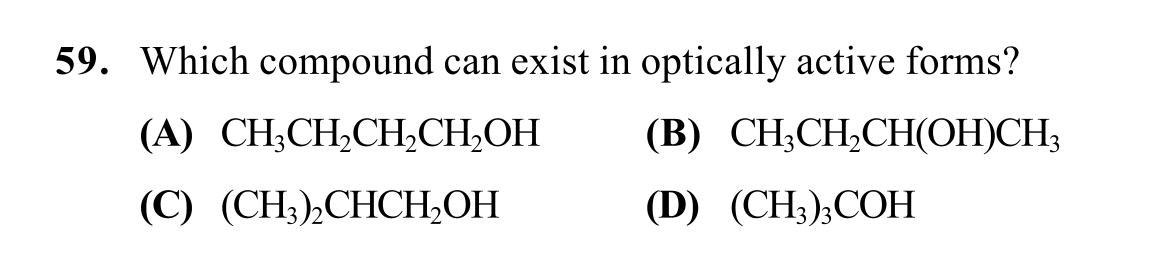 59. Which compound can exist in optically active forms?
(A) CH₃CH₂CH₂CH₂OH (B) CH₃CH₂CH(OH)CH₃
(C) (CH₃)₂CHCH₂OH (D) (CH₃)₃COH